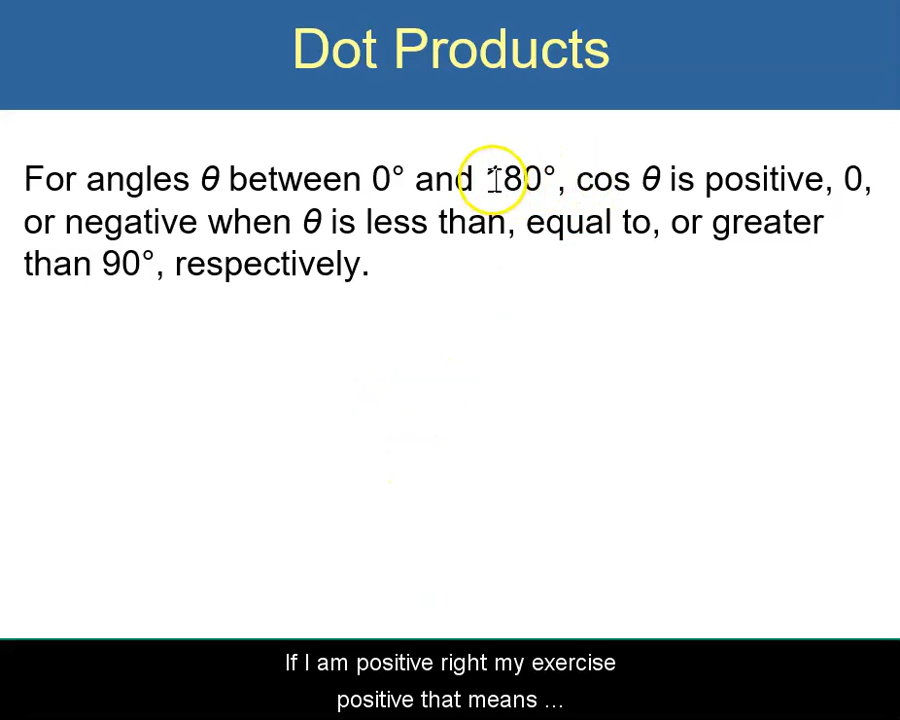 Dot Products
For angles θ between 0° and 180°, cos θ is positive, 0,
or negative when θ is less than, equal to, or greater
than 90°, respectively.
If I am positive right my exercise
positive that means ...